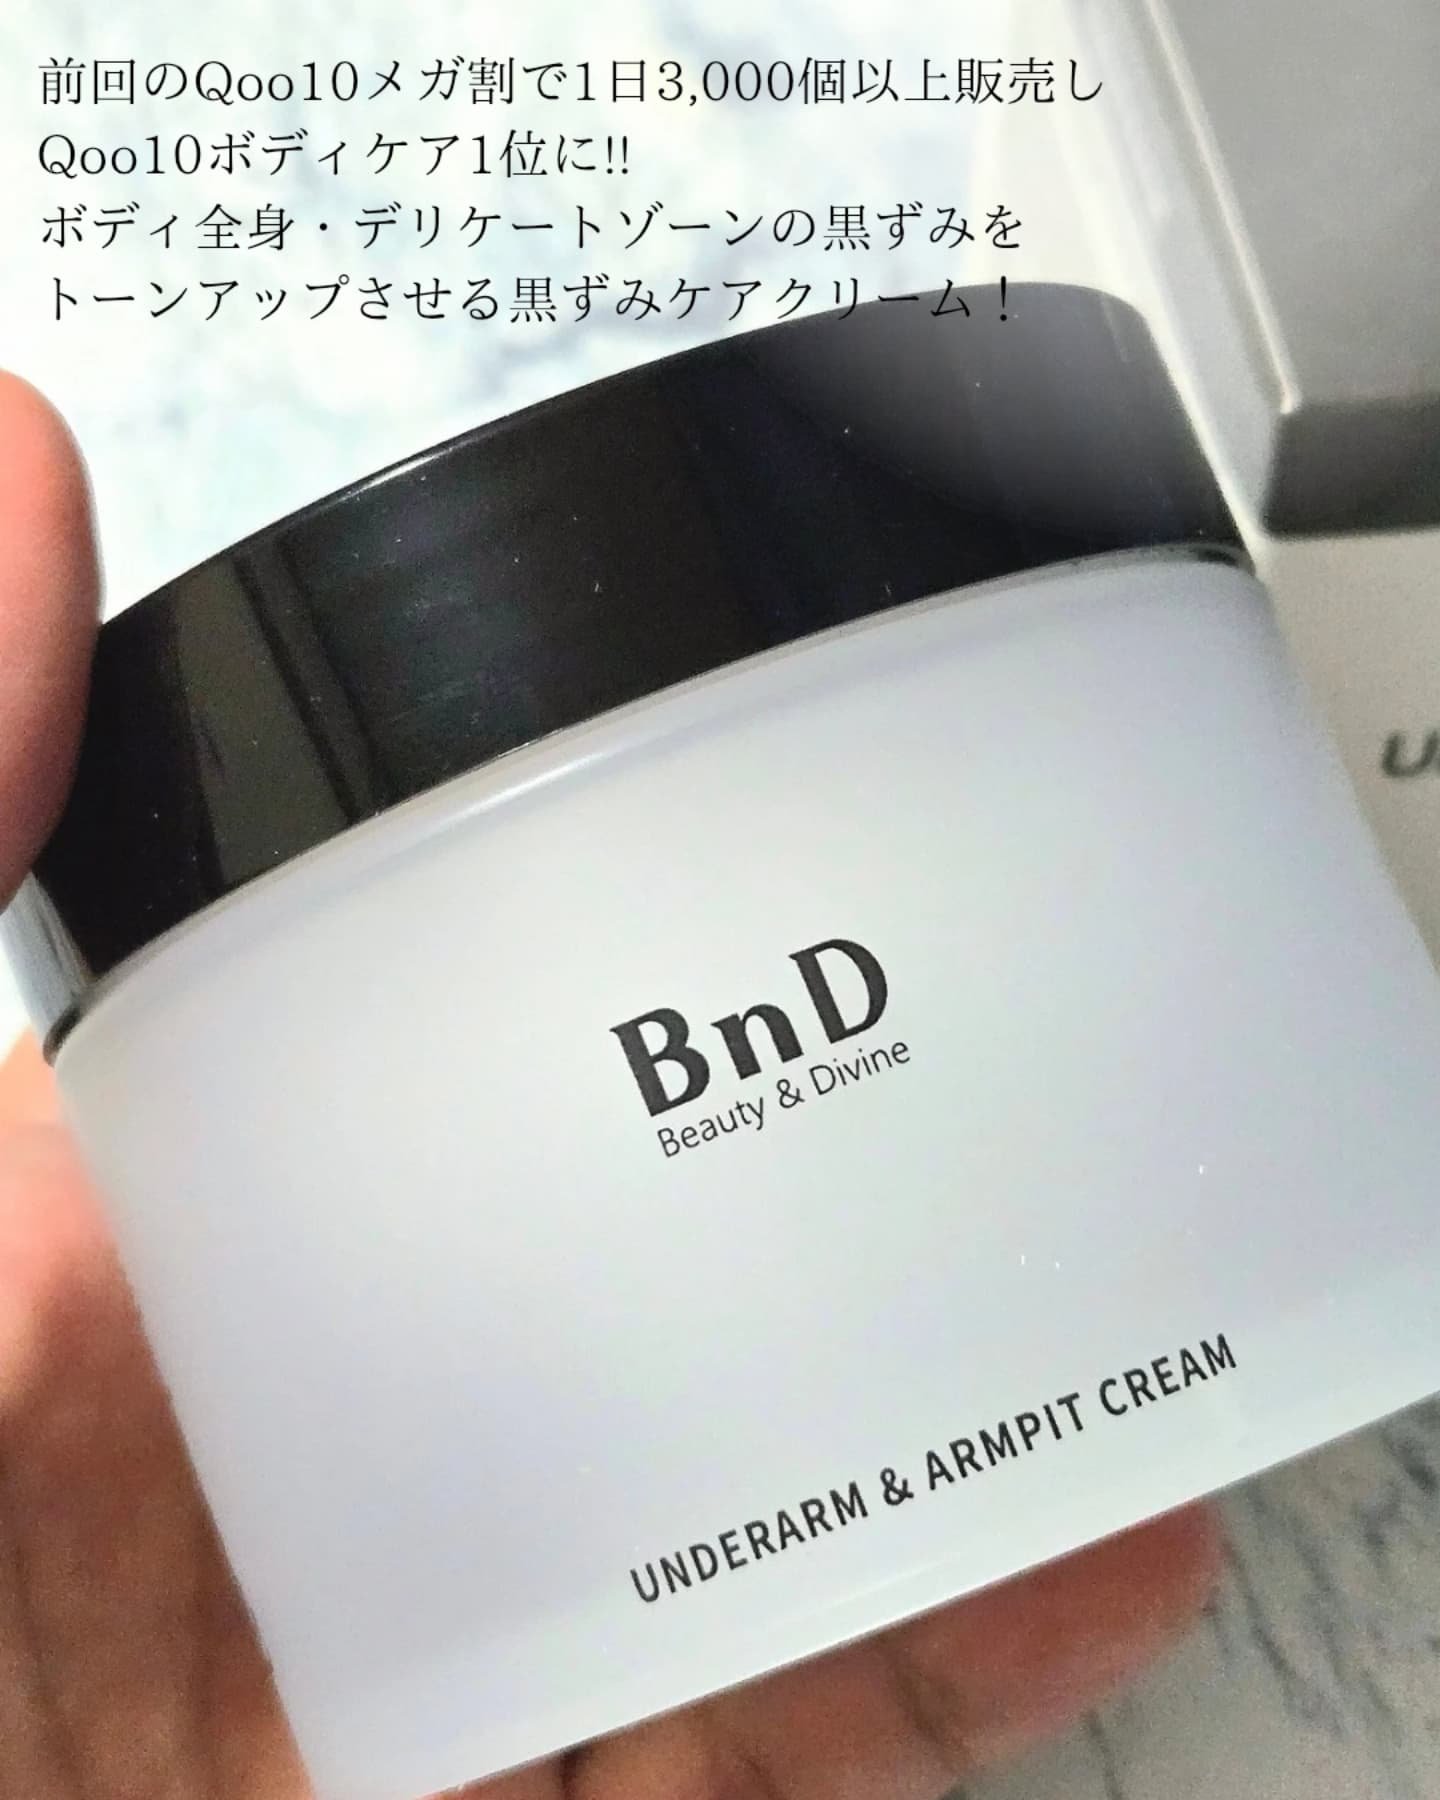 前回のQoo10メガ割で1日3,000個以上販売し
Qoo10ボディケア1位に!!
ボディ全身・デリケートゾーンの黒ずみを
トーンアップさせる黒ずみケアクリーム！
BnD
Beauty & Divine
UNDERARM & ARMPIT CREAM